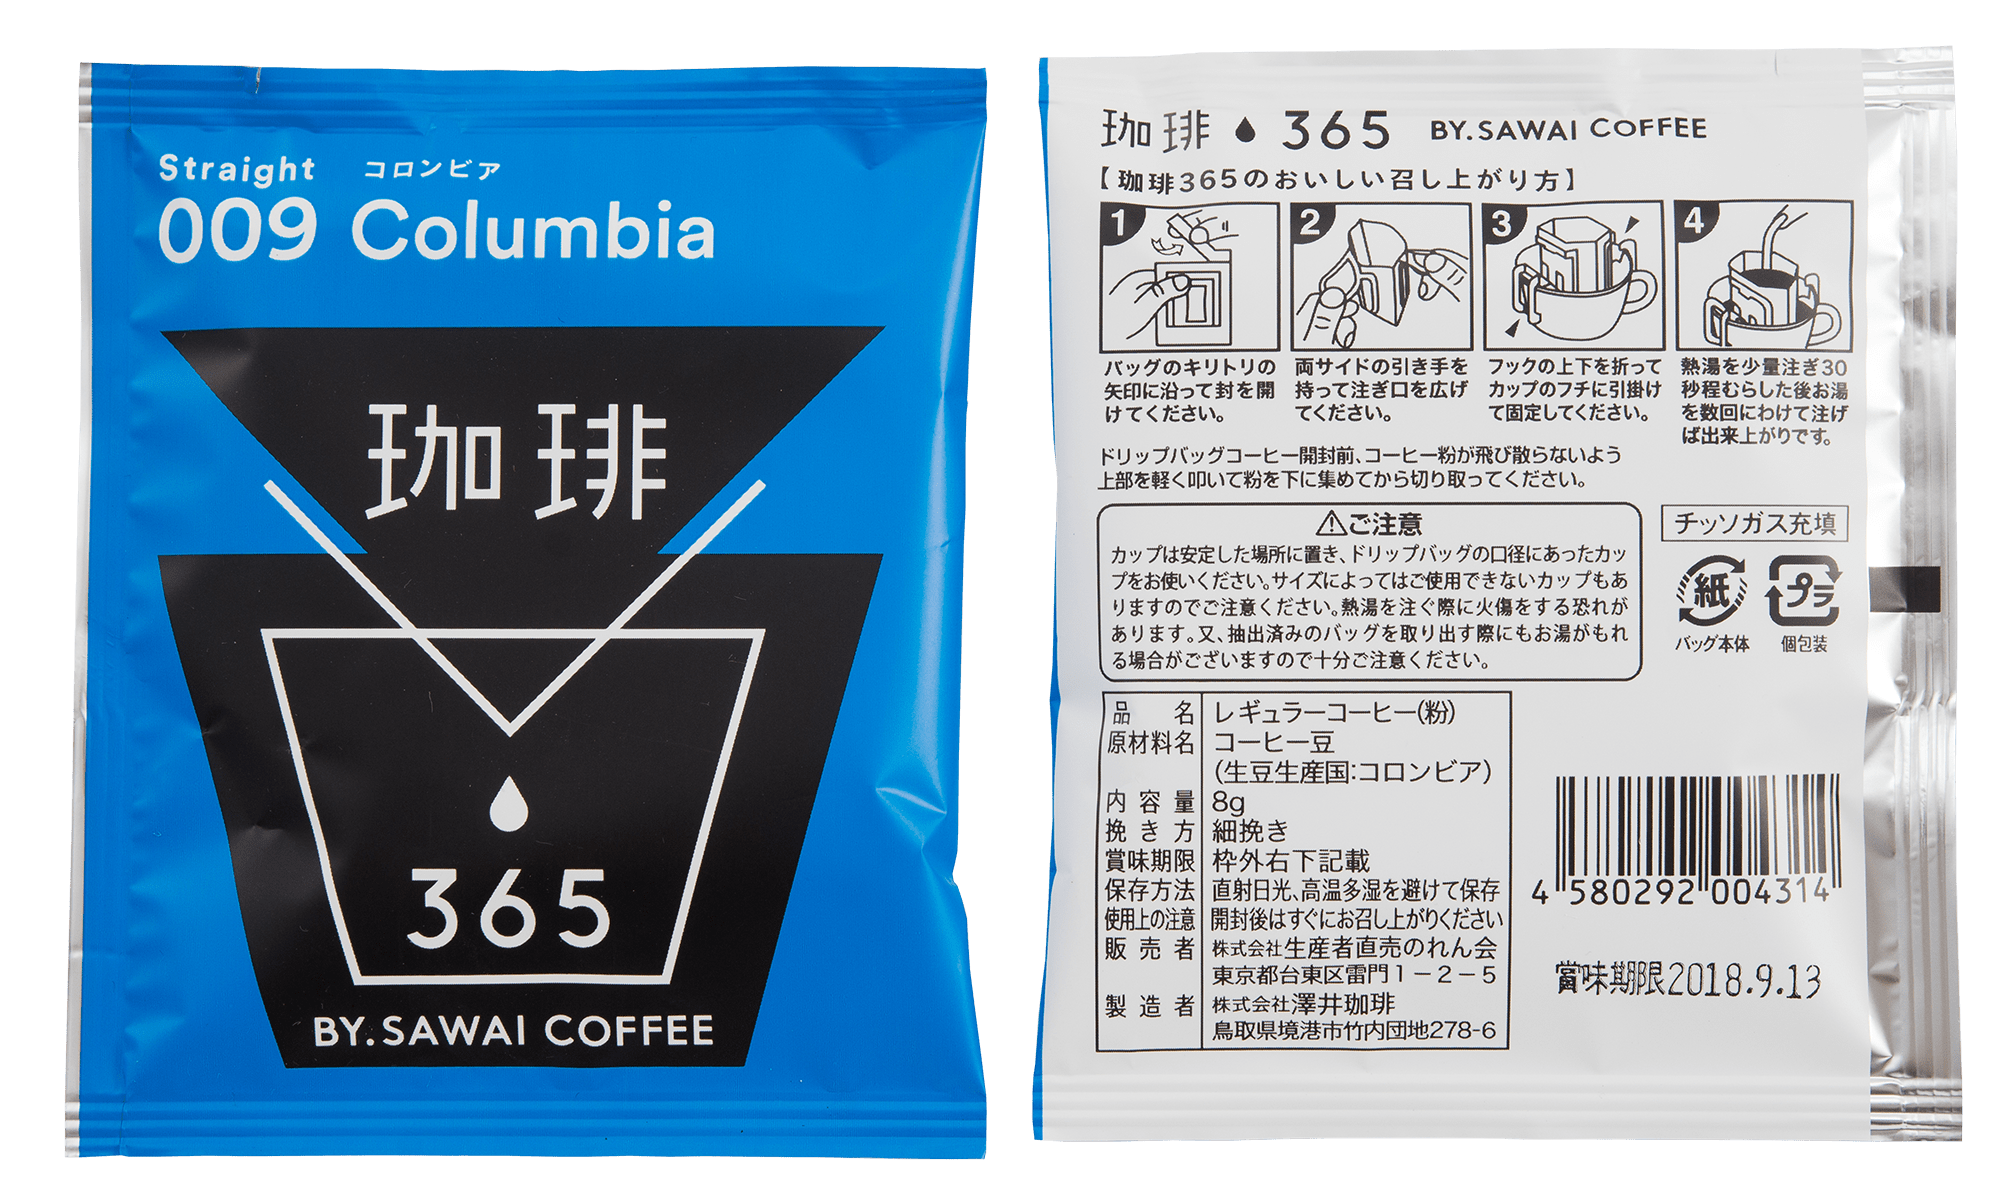 Straight コロンビア
009 Columbia
珈琲
365
BY.SAWAI COFFEE
珈琲 365 BY.SAWAI COFFEE
【珈琲365のおいしい召し上がり方】
1
2
3
4
バッグのキリトリの
矢印に沿って封を開
けてください。
両サイドの引き手を
持って注ぎ口を広げ
てください。
フックの上下を折って
カップのフチに引掛け
て固定してください。
熱湯を少量注ぎ30
秒程むらした後お湯
を数回にわけて注げ
ば出来上がりです。
ドリップバッグコーヒー開封前、コーヒー粉が飛び散らないよう
上部を軽く叩いて粉を下に集めてから切り取ってください。
⚠ご注意
カップは安定した場所に置き、ドリップバッグの口径にあったカッ
プをお使いください。サイズによってはご使用できないカップもあ
りますのでご注意ください。熱湯を注ぐ際に火傷をする恐れが
あります。又、抽出済みのバッグを取り出す際にもお湯がもれ
る場合がございますので十分ご注意ください。
チッソガス充填
紙
プラ
バッグ本体
個包装
品名 レギュラーコーヒー(粉)
原材料名 コーヒー豆
(生豆生産国:コロンビア)
内容量 8g
挽き方 細挽き
賞味期限 枠外右下記載
保存方法 直射日光、高温多湿を避けて保存
使用上の注意 開封後はすぐにお召し上がりください
販売者 株式会社生産者直売のれん会
東京都台東区雷門1-2-5
製造者 株式会社澤井珈琲
鳥取県境港市竹内団地278-6
4 580292 004314
賞味期限2018.9.13